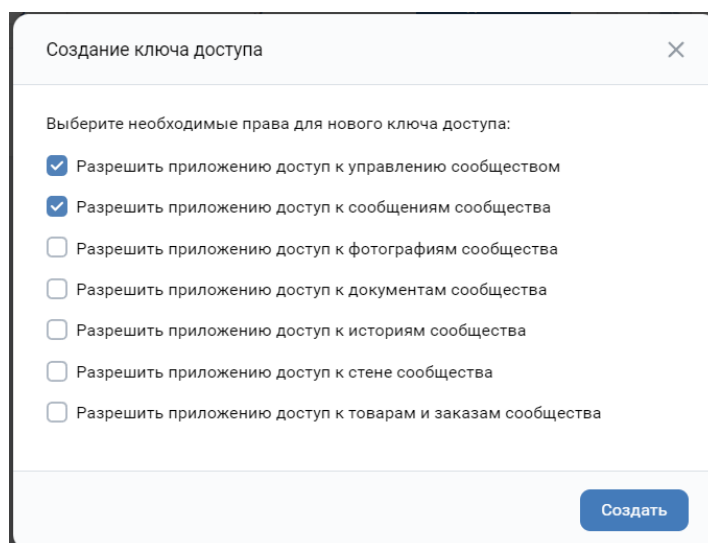 Создание ключа доступа
Выберите необходимые права для нового ключа доступа:
Разрешить приложению доступ к управлению сообществом
Разрешить приложению доступ к сообщениям сообщества
Разрешить приложению доступ к фотографиям сообщества
Разрешить приложению доступ к документам сообщества
Разрешить приложению доступ к историям сообщества
Разрешить приложению доступ к стене сообщества
Разрешить приложению доступ к товарам и заказам сообщества
Создать